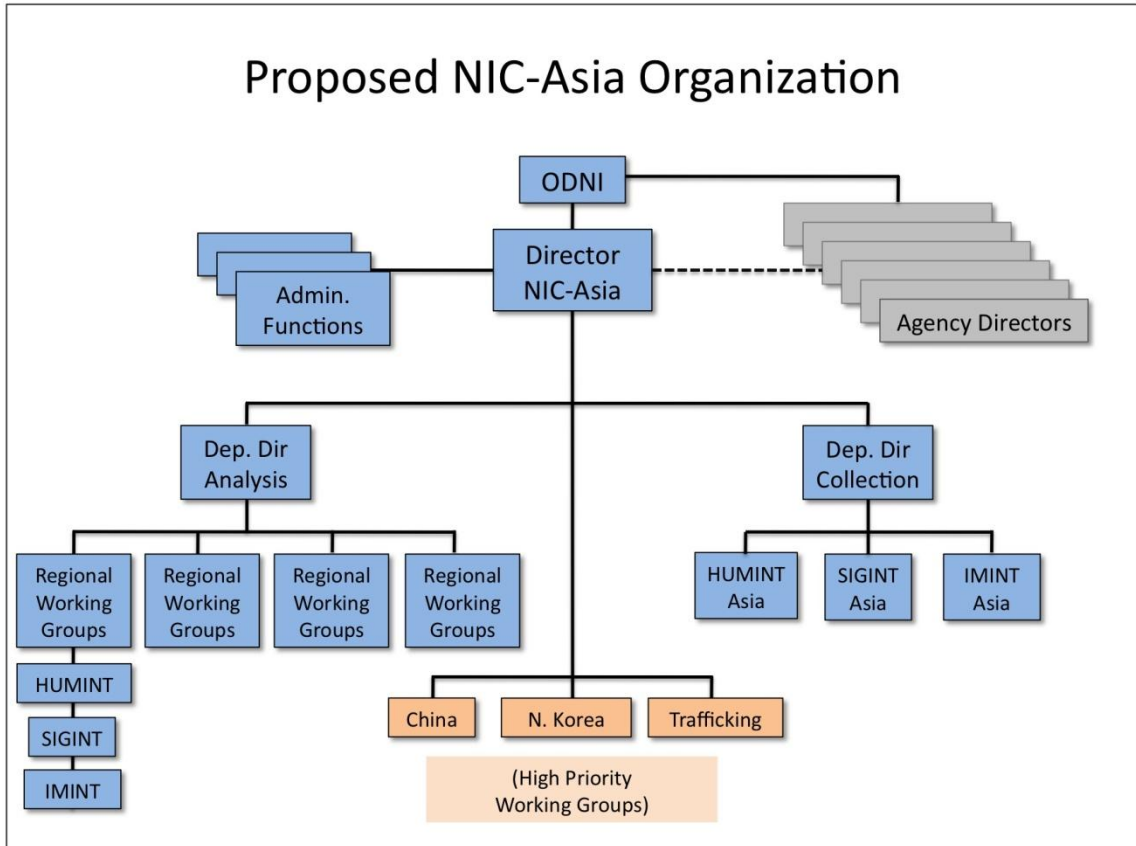 Proposed NIC-Asia Organization
ODNI
Director
NIC-Asia
Admin.
Functions
Agency Directors
Dep. Dir
Analysis
Dep. Dir
Collection
Regional
Working
Groups
Regional
Working
Groups
Regional
Working
Groups
Regional
Working
Groups
HUMINT
Asia
SIGINT
Asia
IMINT
Asia
HUMINT
SIGINT
IMINT
China
N. Korea
Trafficking
(High Priority
Working Groups)